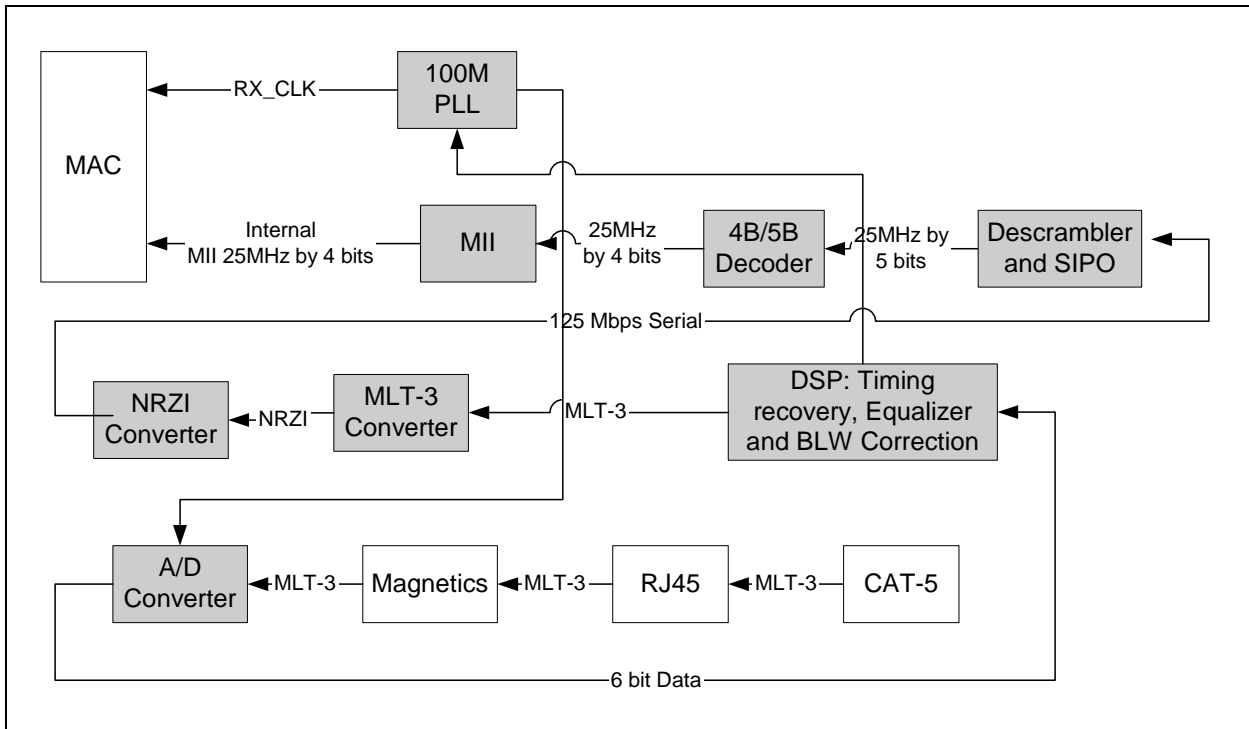 MAC
RX_CLK
100M
PLL
Internal
MII 25MHz by 4 bits
MII
25MHz
by 4 bits
4B/5B
Decoder
25MHz by
5 bits
Descrambler
and SIPO
125 Mbps Serial
NRZI
Converter
NRZI
MLT-3
Converter
MLT-3
DSP: Timing
recovery, Equalizer
and BLW Correction
A/D
Converter
MLT-3
Magnetics
MLT-3
RJ45
MLT-3
CAT-5
6 bit Data